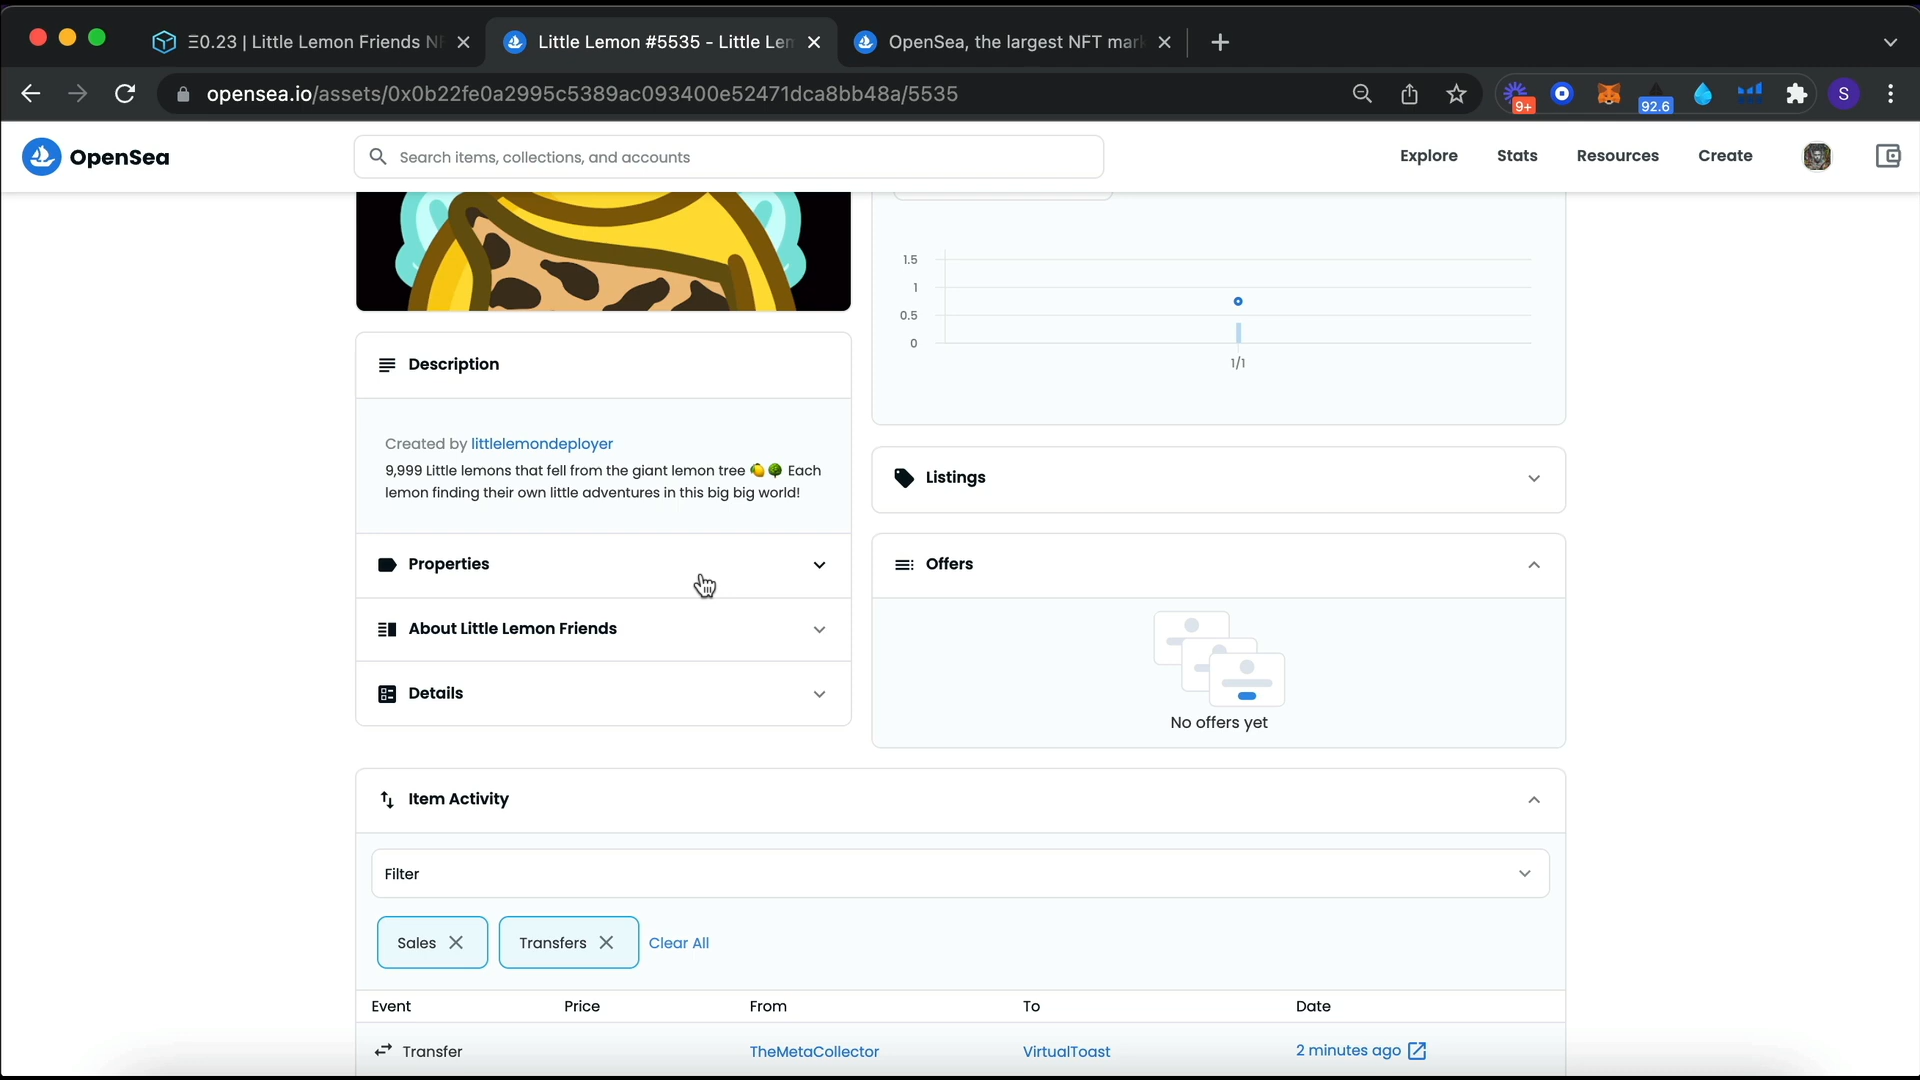 Ξ0.23 | Little Lemon Friends N
Little Lemon #5535 - Little Le
OpenSea, the largest NFT mar
opensea.io/assets/0x0b22fe0a2995c5389ac093400e52471dca8bb48a/5535
9+
92.6
S
OpenSea
Search items, collections, and accounts
Explore
Stats
Resources
Create
1.5
1
0.5
0
1/1
Description
Created by littlelemondeployer
9,999 Little lemons that fell from the giant lemon tree 🍋🌳 Each
lemon finding their own little adventures in this big big world!
Properties
About Little Lemon Friends
Details
Listings
Offers
No offers yet
Item Activity
Filter
Sales
Transfers
Clear All
Event Price From To Date
Transfer TheMetaCollector VirtualToast 2 minutes ago